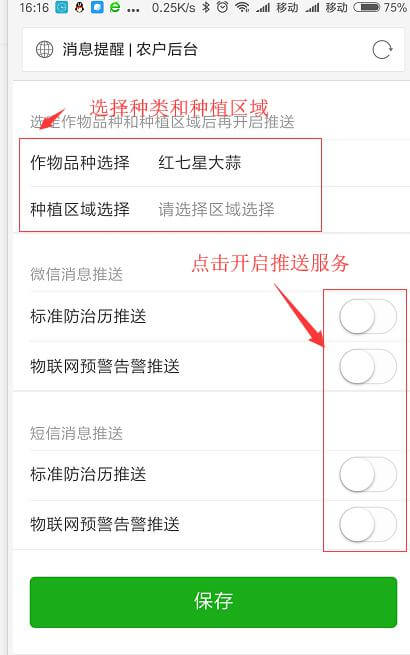 16:16 ... 0.25K/s 移动 移动 75%
消息提醒 | 农户后台
选择种类和种植区域
选定作物品种和种植区域后再开启推送
作物品种选择 红七星大蒜
种植区域选择 请选择区域选择
点击开启推送服务
微信消息推送
标准防治历推送
物联网预警告警推送
短信消息推送
标准防治历推送
物联网预警告警推送
保存